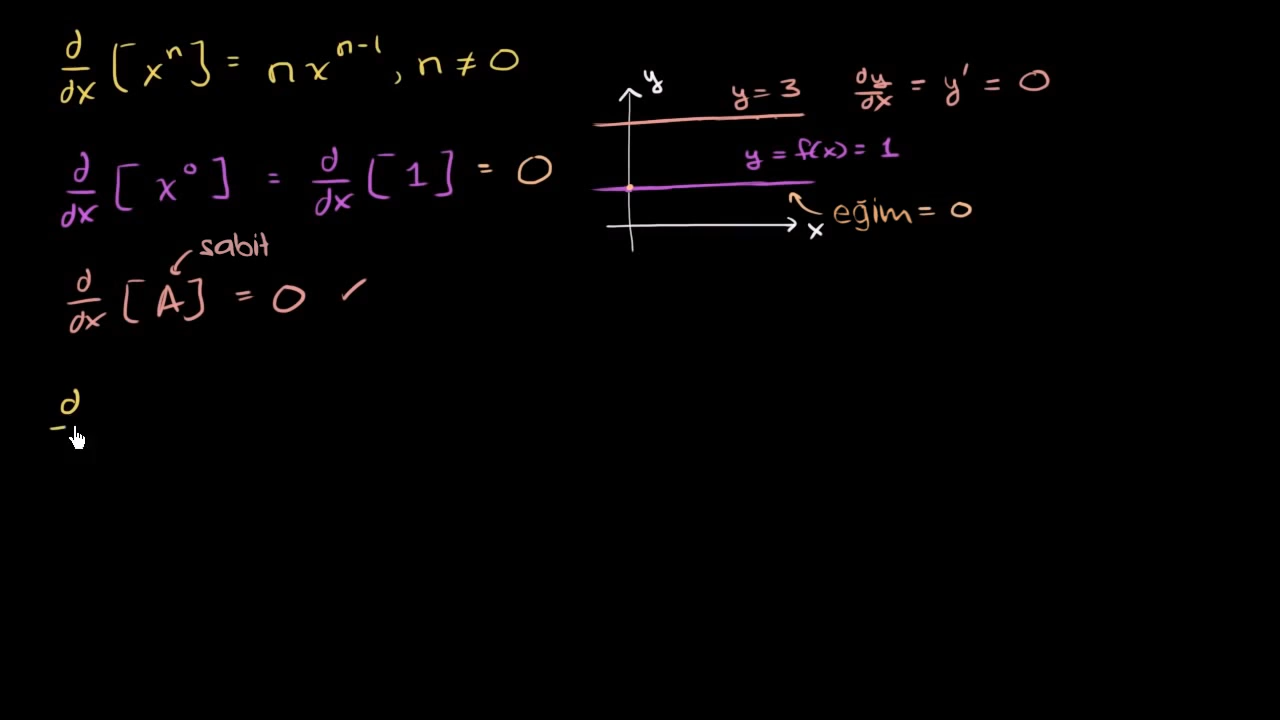 d/dx [xⁿ] = n xⁿ⁻¹, n ≠ 0
y
y = 3 dy/dx = y' = 0
d/dx [x⁰] = d/dx [1] = 0
y = f(x) = 1
eğim = 0
x
sabit
d/dx [A] = 0 ✓
d